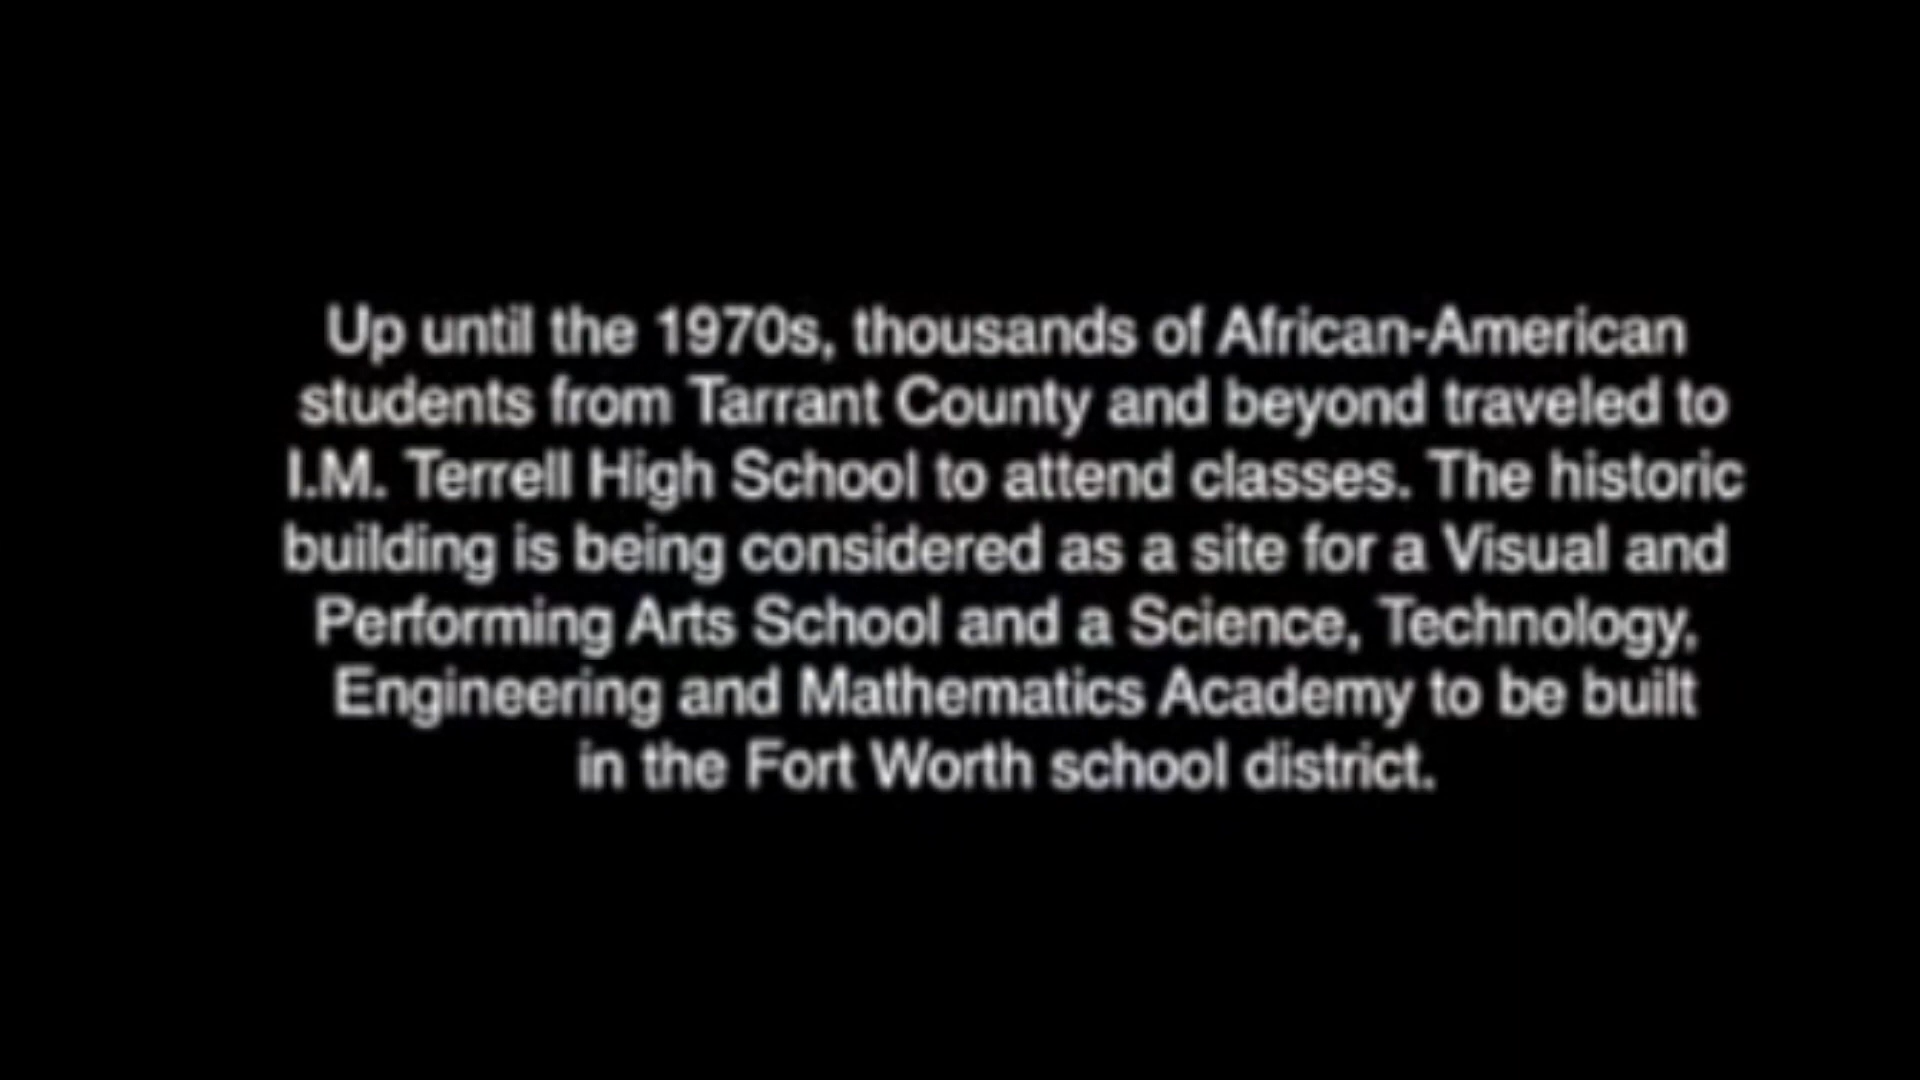 Up until the 1970s, thousands of African-American
students from Tarrant County and beyond traveled to
I.M. Terrell High School to attend classes. The historic
building is being considered as a site for a Visual and
Performing Arts School and a Science, Technology,
Engineering and Mathematics Academy to be built
in the Fort Worth school district.